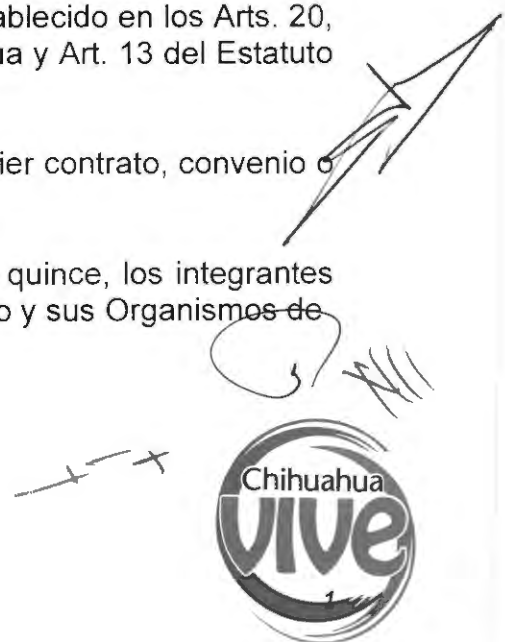 ablecido en los Arts. 20,
ua y Art. 13 del Estatuto
ier contrato, convenio o
quince, los integrantes
o y sus Organismos de
Chihuahua
vive
1